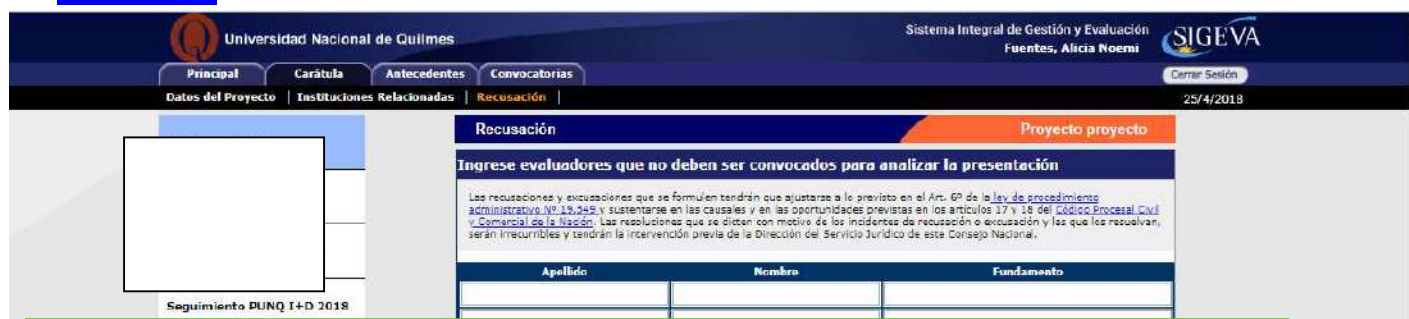 Universidad Nacional de Quilmes
Sistema Integral de Gestión y Evaluación
Fuentes, Alicia Noemi
SIGEVA
Principal Carátula Antecedentes Convocatorias
Cerrar Sesión
Datos del Proyecto | Instituciones Relacionadas | Recusación |
25/4/2018
Recusación
Proyecto proyecto
Ingrese evaluadores que no deben ser convocados para analizar la presentación
Las recusaciones y excusaciones que se formulen tendrán que ajustarse a lo previsto en el Art. 6º de la ley de procedimiento
administrativo Nº 19.549 y sustentarse en las causales y en las oportunidades previstas en los artículos 17 y 18 del Código Procesal Civil
y Comercial de la Nación. Las resoluciones que se dicten con motivo de los incidentes de recusación o excusación y las que los resuelvan,
serán irrecurribles y tendrán la intervención previa de la Dirección del Servicio Jurídico de este Consejo Nacional.
Apellido Nombre Fundamento
Seguimiento PUNQ I+D 2018